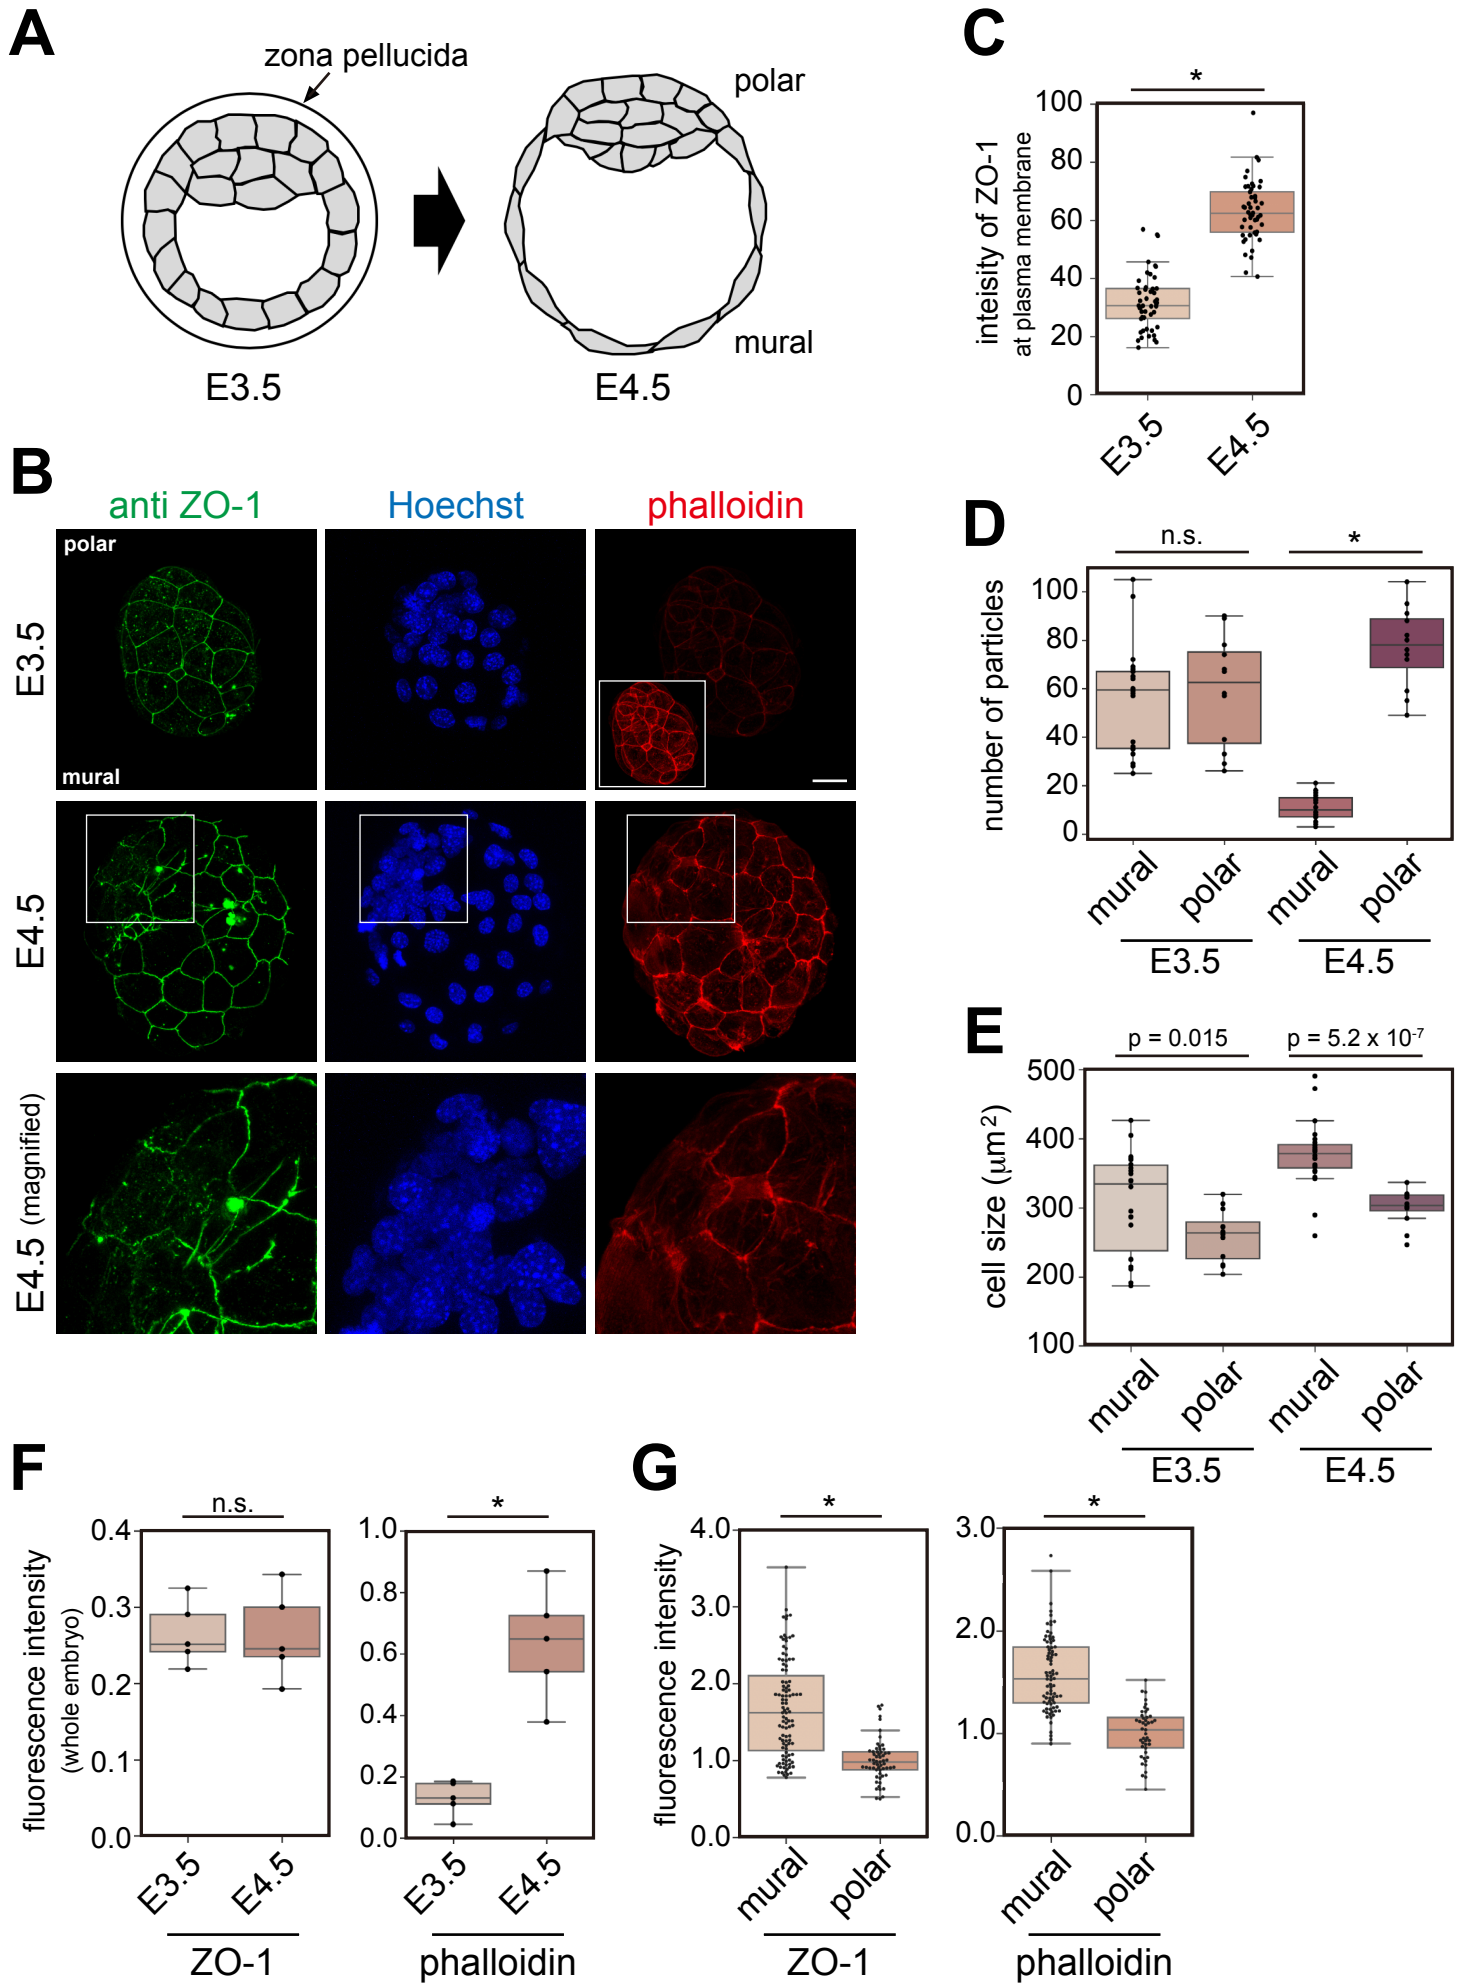 A
zona pellucida
polar
mural
E3.5
E4.5
B
anti ZO-1
Hoechst
phalloidin
polar
mural
E3.5
E4.5
E4.5 (magnified)
C
*
inteisity of ZO-1
at plasma membrane
100
80
60
40
20
0
E3.5
E4.5
D
n.s.
*
number of particles
100
80
60
40
20
0
mural
polar
mural
polar
E3.5
E4.5
E
p = 0.015
p = 5.2 x 10-7
cell size (μm2)
500
400
300
200
100
mural
polar
mural
polar
E3.5
E4.5
F
n.s.
fluorescence intensity
(whole embryo)
0.4
0.3
0.2
0.1
0.0
E3.5
E4.5
ZO-1
*
1.0
0.8
0.6
0.4
0.2
0.0
E3.5
E4.5
phalloidin
G
*
fluorescence intensity
4.0
3.0
2.0
1.0
0.0
mural
polar
ZO-1
*
3.0
2.0
1.0
0.0
mural
polar
phalloidin